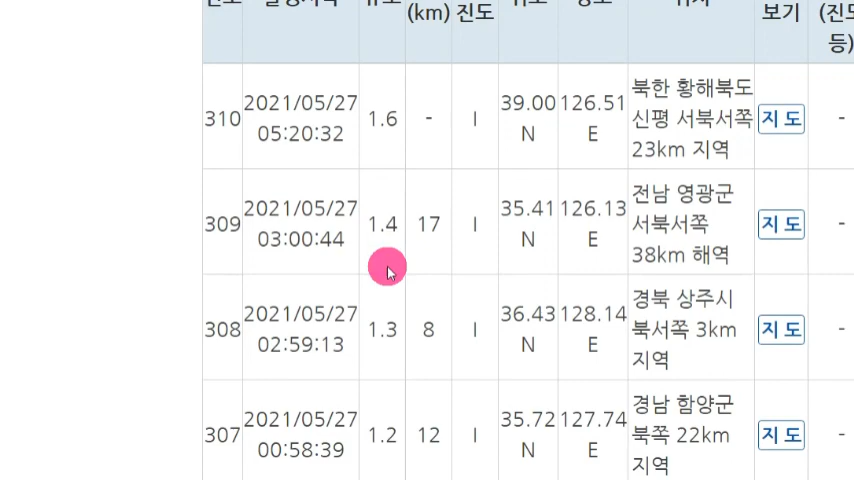 (km) 진도
보기
등)
310
2021/05/27
05:20:32
1.6
-
I
39.00
N
126.51
E
북한 황해북도
신평 서북서쪽
23km 지역
지 도
-
309
2021/05/27
03:00:44
1.4
17
I
35.41
N
126.13
E
전남 영광군
서북서쪽
38km 해역
지 도
-
308
2021/05/27
02:59:13
1.3
8
I
36.43
N
128.14
E
경북 상주시
북서쪽 3km
지역
지 도
-
307
2021/05/27
00:58:39
1.2
12
I
35.72
N
127.74
E
경남 함양군
북쪽 22km
지역
지 도
-